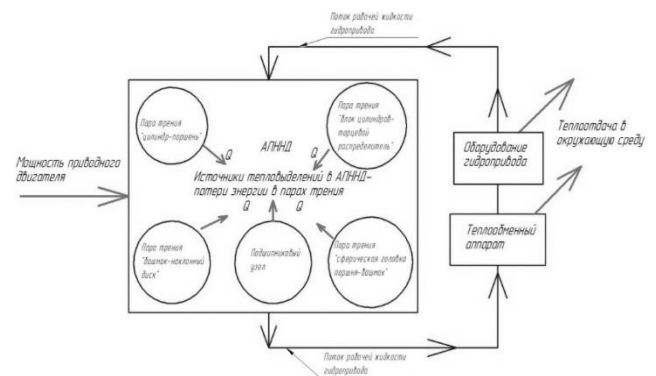 Поток рабочей жидкости
гидропривода
Пара трения
"цилиндр-поршень"
Пара трения
"блок цилиндров-
торцевой
распределитель"
Q
АПННД
Q
Мощность приводного
двигателя
Источники тепловыделений в АПННД-
потери энергии в парах трения
Q
Q
Пара трения
"башмак-наклонный
диск"
Подшипниковый
узел
Пара трения
"сферическая головка
поршня-башмак"
Оборудование
гидропривода
Теплоотдача в
окружающую среду
Теплообменный
аппарат
Поток рабочей жидкости
гидропривода